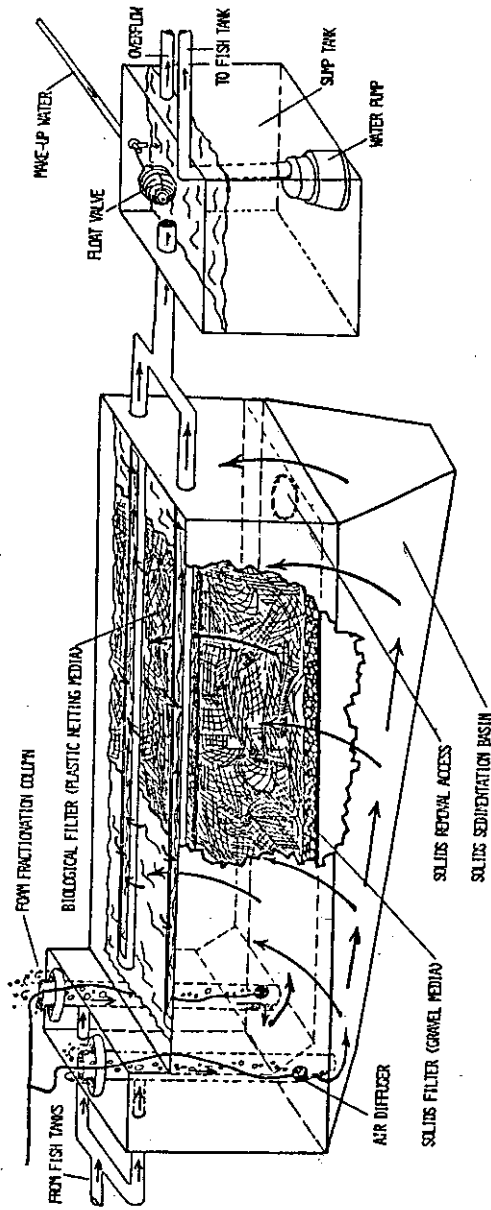 FROM FISH TANKS
FOAM FRACTIONATION COLUMN
BIOLOGICAL FILTER (PLASTIC NETTING MEDIA)
MAKE-UP WATER
FLOAT VALVE
OVERFLOW
TO FISH TANK
SUMP TANK
WATER PUMP
AIR DIFFUSER
SOLIDS FILTER (GRAVEL MEDIA)
SOLIDS REMOVAL ACCESS
SOLIDS SEDIMENTATION BASIN